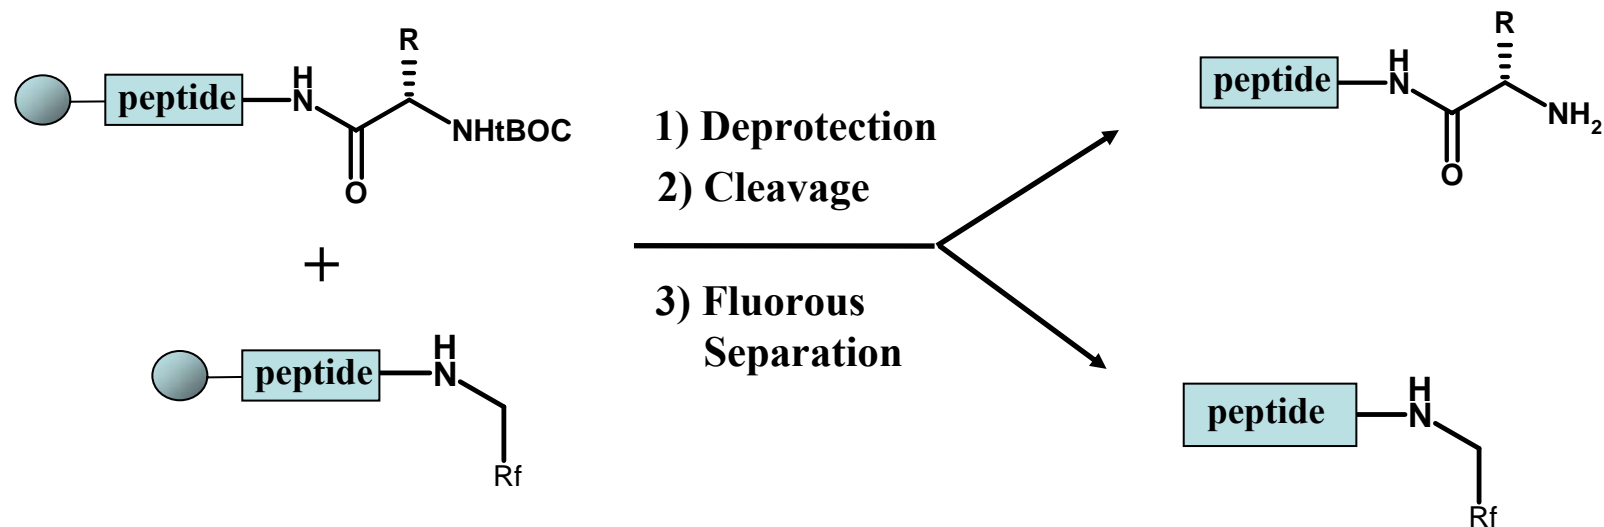 R
H
peptide
N
NHtBOC
O
+
H
peptide
N
Rf
1) Deprotection
2) Cleavage
3) Fluorous
Separation
R
H
peptide
N
NH₂
O
H
peptide
N
Rf